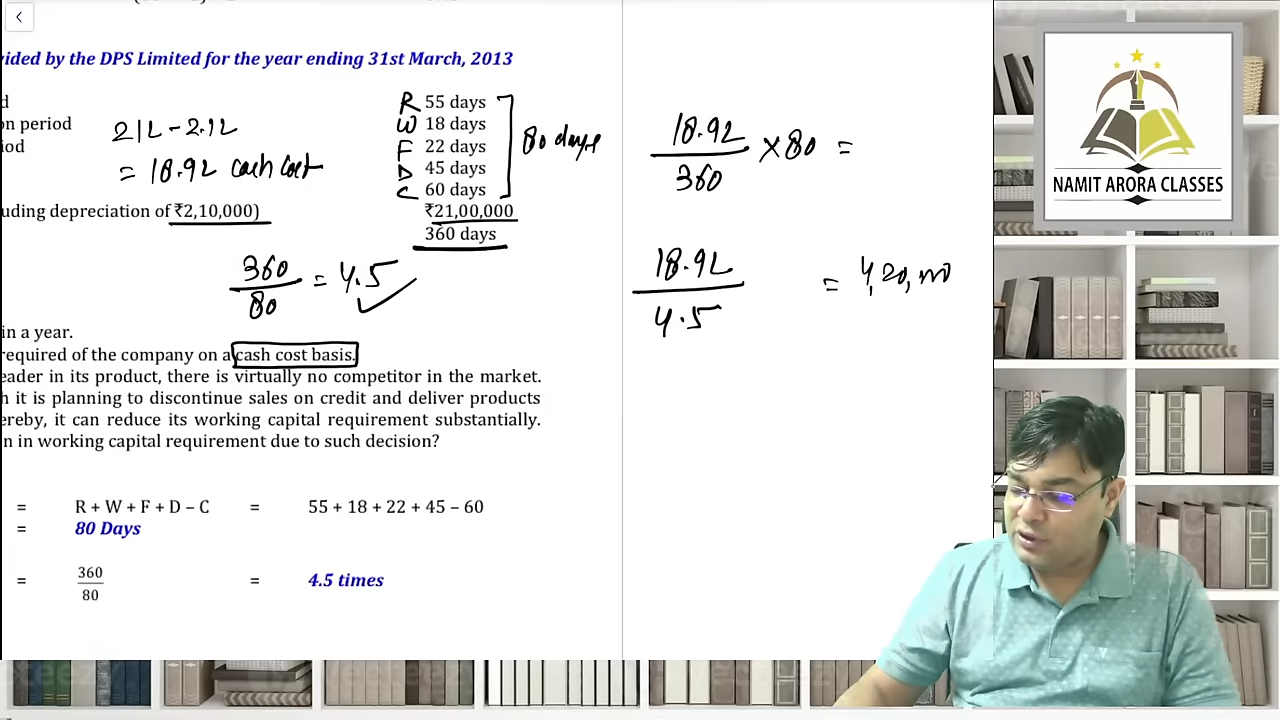 vided by the DPS Limited for the year ending 31st March, 2013
d R 55 days
on period W 18 days
iod F 22 days
D 45 days
C 60 days
80 days
21L - 2.1L
= 18.9L cash cost
uding depreciation of ₹2,10,000) ₹21,00,000
360 days
360
80
= 4.5
18.9L
360
×80 =
18.9L
4.5
= 4,20,000
in a year.
required of the company on a cash cost basis.
eader in its product, there is virtually no competitor in the market.
h it is planning to discontinue sales on credit and deliver products
ereby, it can reduce its working capital requirement substantially.
n in working capital requirement due to such decision?
= R + W + F + D – C = 55 + 18 + 22 + 45 – 60
= 80 Days
= 360
80
= 4.5 times
NAMIT ARORA CLASSES